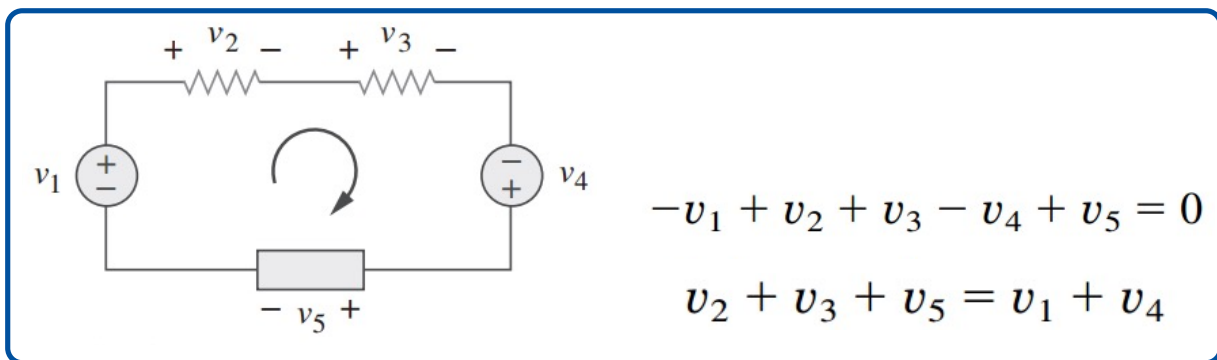 + v₂ − + v₃ −
v₁ + −
− + v₄
− v₅ +
−v₁ + v₂ + v₃ − v₄ + v₅ = 0
v₂ + v₃ + v₅ = v₁ + v₄